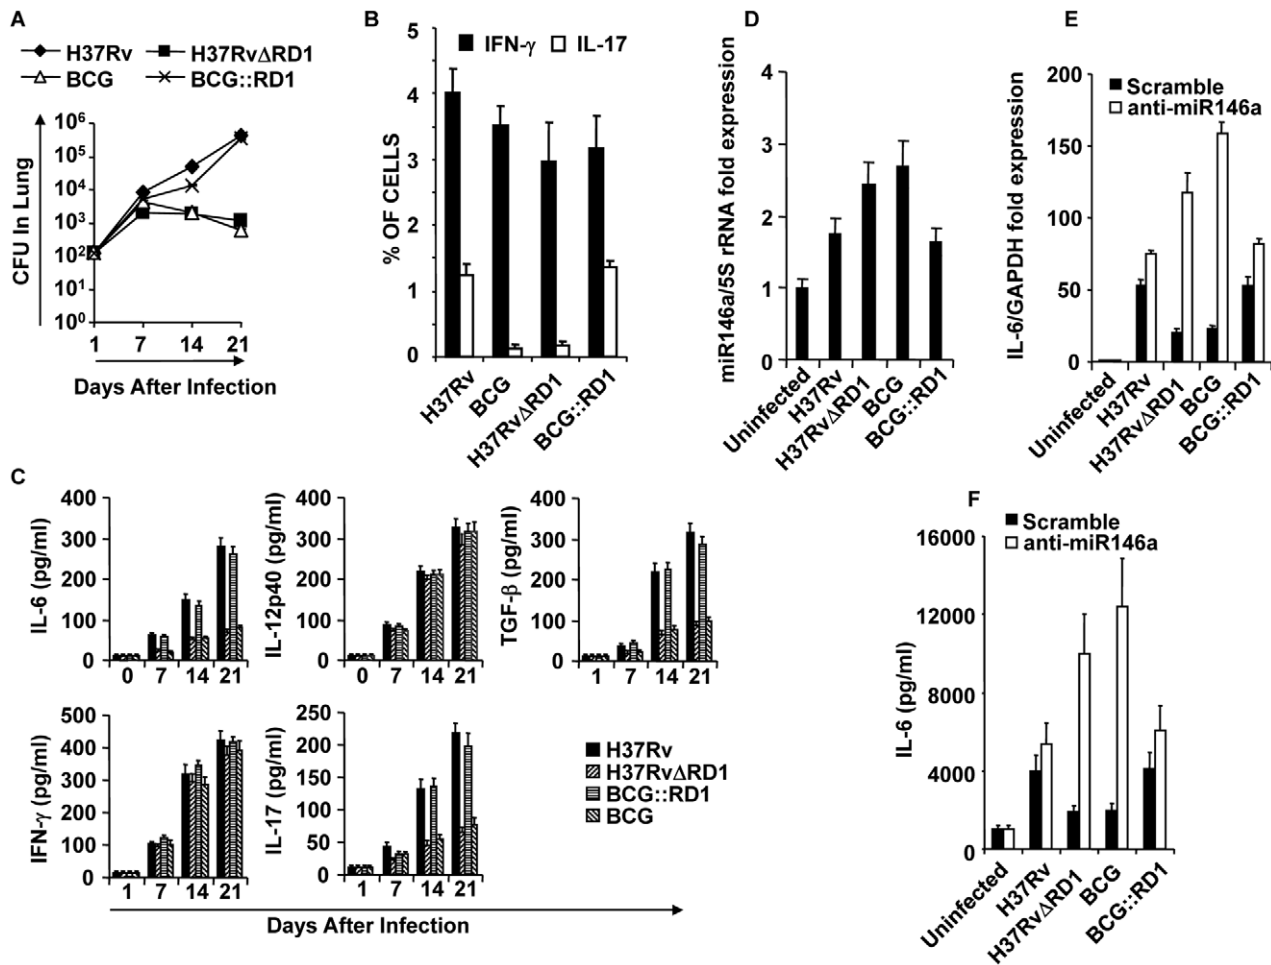 A
H37Rv H37RvΔRD1
BCG BCG::RD1
CFU In Lung
10⁶
10⁵
10⁴
10³
10²
10¹
10⁰
1 7 14 21
Days After Infection
B
IFN-γ IL-17
% OF CELLS
5
4
3
2
1
0
H37Rv
BCG
H37RvΔRD1
BCG::RD1
D
miR146a/5S rRNA fold expression
4
3
2
1
0
Uninfected
H37Rv
H37RvΔRD1
BCG
BCG::RD1
E
Scramble
anti-miR146a
IL-6/GAPDH fold expression
200
150
100
50
0
Uninfected
H37Rv
H37RvΔRD1
BCG
BCG::RD1
C
IL-6 (pg/ml)
400
300
200
100
0
0 7 14 21
IL-12p40 (pg/ml)
400
300
200
100
0
0 7 14 21
TGF-β (pg/ml)
400
300
200
100
0
1 7 14 21
IFN-γ (pg/ml)
500
400
300
200
100
0
1 7 14 21
IL-17 (pg/ml)
250
200
150
100
50
0
1 7 14 21
H37Rv
H37RvΔRD1
BCG::RD1
BCG
Days After Infection
F
Scramble
anti-miR146a
IL-6 (pg/ml)
16000
12000
8000
4000
0
Uninfected
H37Rv
H37RvΔRD1
BCG
BCG::RD1